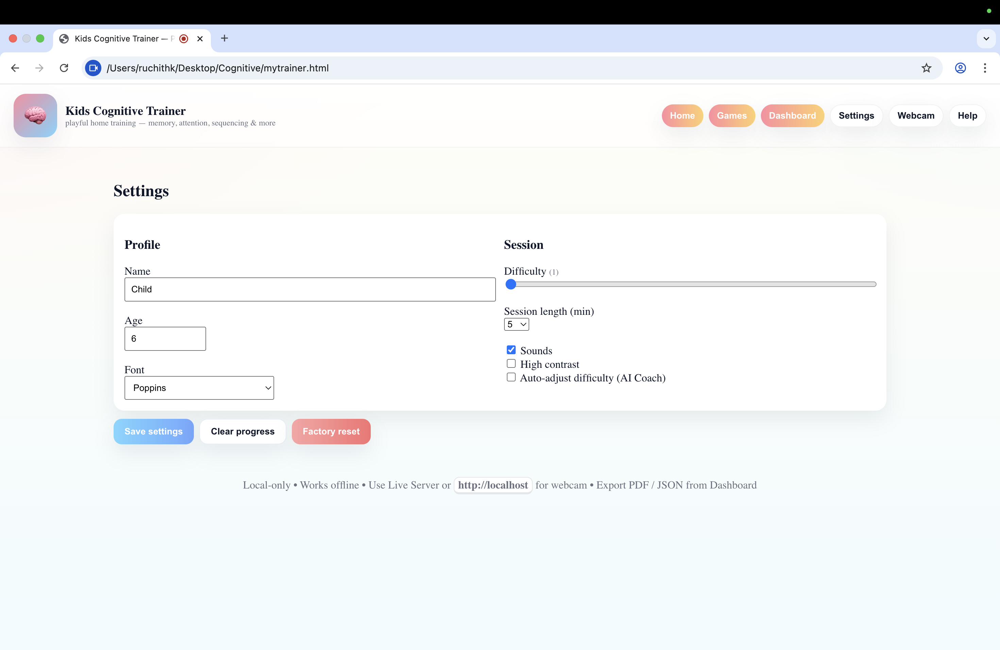 Kids Cognitive Trainer — P
/Users/ruchithk/Desktop/Cognitive/mytrainer.html
Kids Cognitive Trainer
playful home training — memory, attention, sequencing & more
Home
Games
Dashboard
Settings
Webcam
Help
Settings
Profile
Name
Child
Age
6
Font
Poppins
Session
Difficulty (1)
Session length (min)
5
Sounds
High contrast
Auto-adjust difficulty (AI Coach)
Save settings
Clear progress
Factory reset
Local-only • Works offline • Use Live Server or http://localhost for webcam • Export PDF / JSON from Dashboard